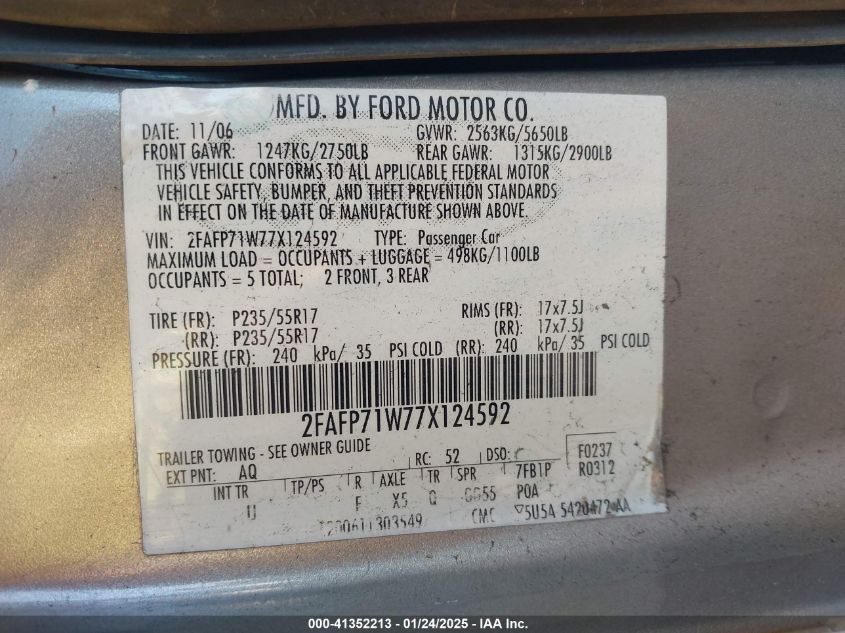 MFD. BY FORD MOTOR CO.
DATE: 11/06 GVWR: 2563KG/5650LB
FRONT GAWR: 1247KG/2750LB REAR GAWR: 1315KG/2900LB
THIS VEHICLE CONFORMS TO ALL APPLICABLE FEDERAL MOTOR
VEHICLE SAFETY, BUMPER, AND THEFT PREVENTION STANDARDS
IN EFFECT ON THE DATE OF MANUFACTURE SHOWN ABOVE.
VIN: 2FAFP71W77X124592 TYPE: Passenger Car
MAXIMUM LOAD = OCCUPANTS + LUGGAGE = 498KG/1100LB
OCCUPANTS = 5 TOTAL; 2 FRONT, 3 REAR
TIRE (FR): P235/55R17 RIMS (FR): 17x7.5J
(RR): P235/55R17 (RR): 17x7.5J
PRESSURE (FR): 240 kPa/ 35 PSI COLD (RR): 240 kPa/ 35 PSI COLD
2FAFP71W77X124592
TRAILER TOWING - SEE OWNER GUIDE
EXT PNT: AQ RC: 52 DSO: F0237
INT TR TP/PS R AXLE TR SPR 7FB1P R0312
F X5 Q PQA
CMC 5U5A 5420472 AA
000-41352213 - 01/24/2025 - IAA Inc.